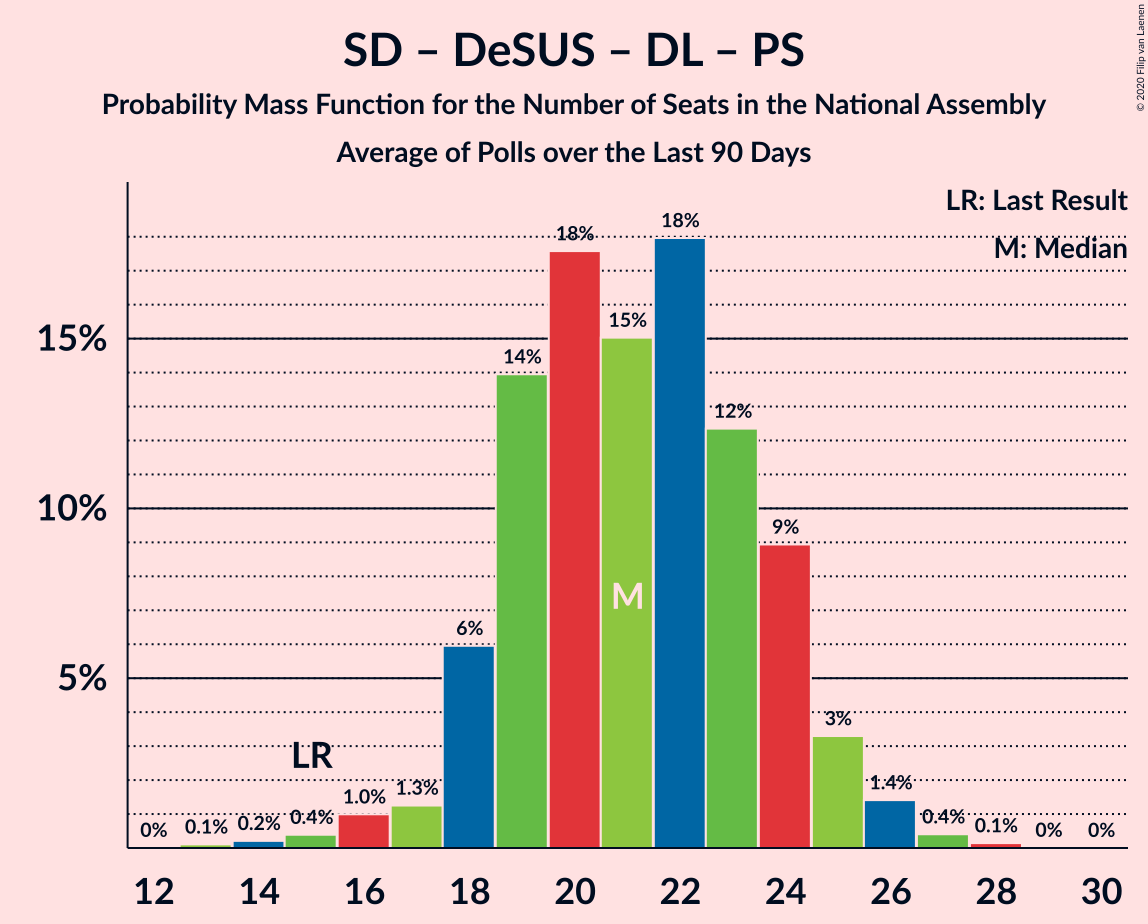 SD – DeSUS – DL – PS
Probability Mass Function for the Number of Seats in the National Assembly
Average of Polls over the Last 90 Days
© 2020 Filip van Laenen
LR: Last Result
M: Median
15%
10%
5%
0%
0.1%
0.2%
0.4%
1.0%
1.3%
6%
14%
18%
15%
18%
12%
9%
3%
1.4%
0.4%
0.1%
0%
0%
LR
M
12 14 16 18 20 22 24 26 28 30